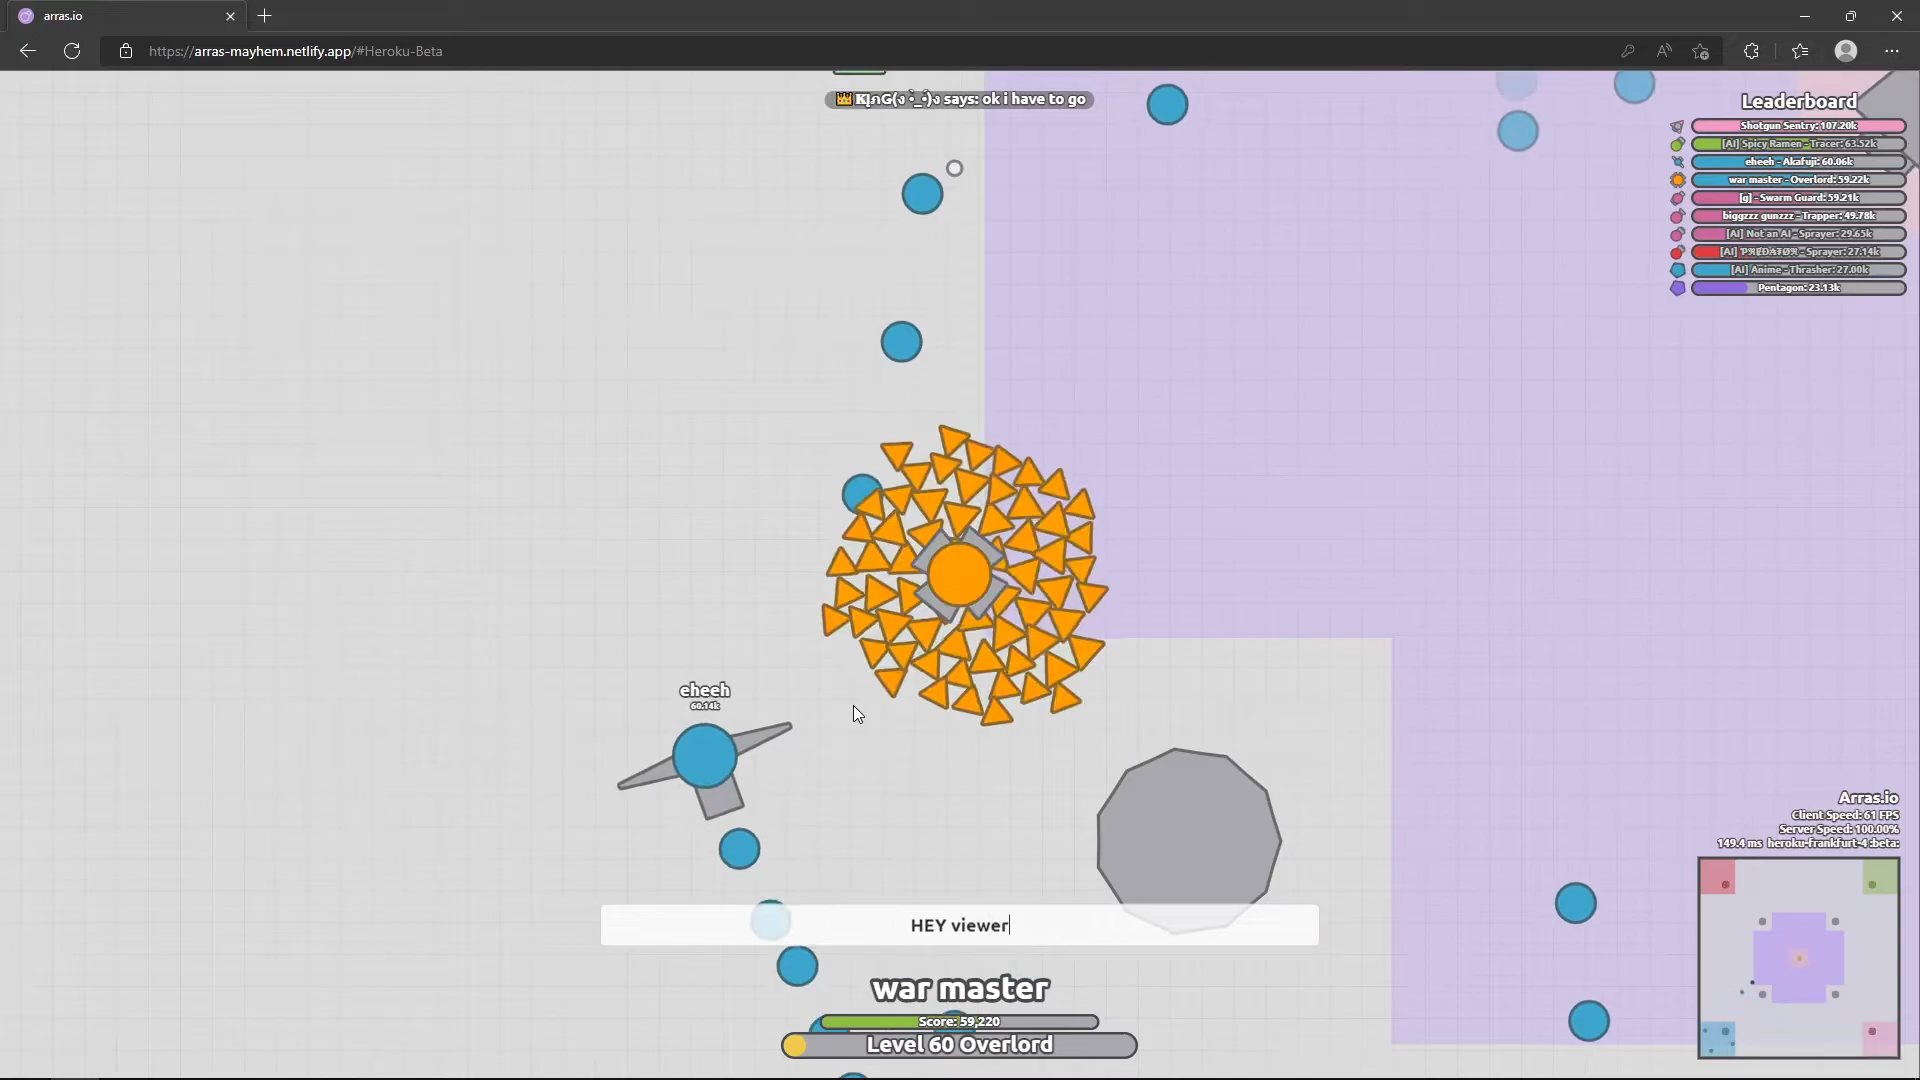 arras.io
https://arras-mayhem.netlify.app/#Heroku-Beta
says: ok i have to go
Leaderboard
Shotgun Sentry: 107.20k
[AI] Spicy Ramen - Tracer: 63.52k
eheeh - Akafuji: 60.06k
war master - Overlord: 59.22k
[g] - Swarm Guard: 59.21k
biggzzz gunzzz - Trapper: 49.78k
[AI] Not an AI - Sprayer: 29.65k
[AI] - Sprayer: 27.14k
[AI] Anime - Thrasher: 27.00k
Pentagon: 23.13k
eheeh
60.14k
Arras.io
Client Speed: 61 FPS
Server Speed: 100.00%
149.4 ms heroku-frankfurt-4 :beta:
HEY viewer
war master
Score: 59,220
Level 60 Overlord